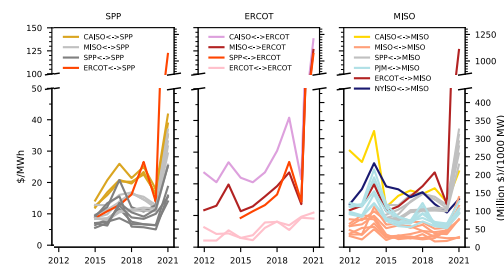 SPP
ERCOT
MISO
150
125
100
50
40
30
20
10
0
$/MWh
CAISO<->SPP
MISO<->SPP
SPP<->SPP
ERCOT<->SPP
CAISO<->ERCOT
MISO<->ERCOT
SPP<->ERCOT
ERCOT<->ERCOT
CAISO<->MISO
MISO<->MISO
SPP<->MISO
PJM<->MISO
ERCOT<->MISO
NYISO<->MISO
1250
1000
400
350
300
250
200
150
100
50
0
(Million $)/(1000 MW)
2012 2015 2018 2021
2012 2015 2018 2021
2012 2015 2018 2021